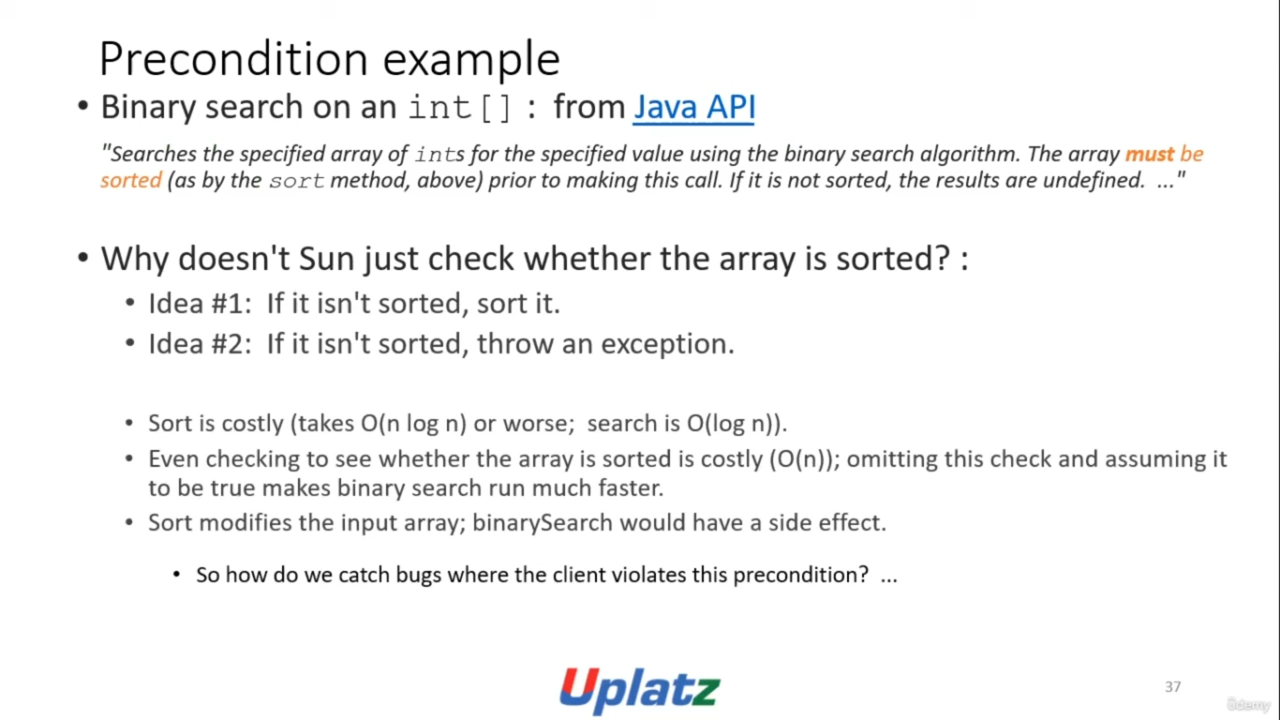 Precondition example
• Binary search on an int[] : from Java API
"Searches the specified array of ints for the specified value using the binary search algorithm. The array must be
sorted (as by the sort method, above) prior to making this call. If it is not sorted, the results are undefined. ..."
• Why doesn't Sun just check whether the array is sorted? :
• Idea #1: If it isn't sorted, sort it.
• Idea #2: If it isn't sorted, throw an exception.
• Sort is costly (takes O(n log n) or worse; search is O(log n)).
• Even checking to see whether the array is sorted is costly (O(n)); omitting this check and assuming it
to be true makes binary search run much faster.
• Sort modifies the input array; binarySearch would have a side effect.
• So how do we catch bugs where the client violates this precondition? ...
Uplatz
37
ûdemy